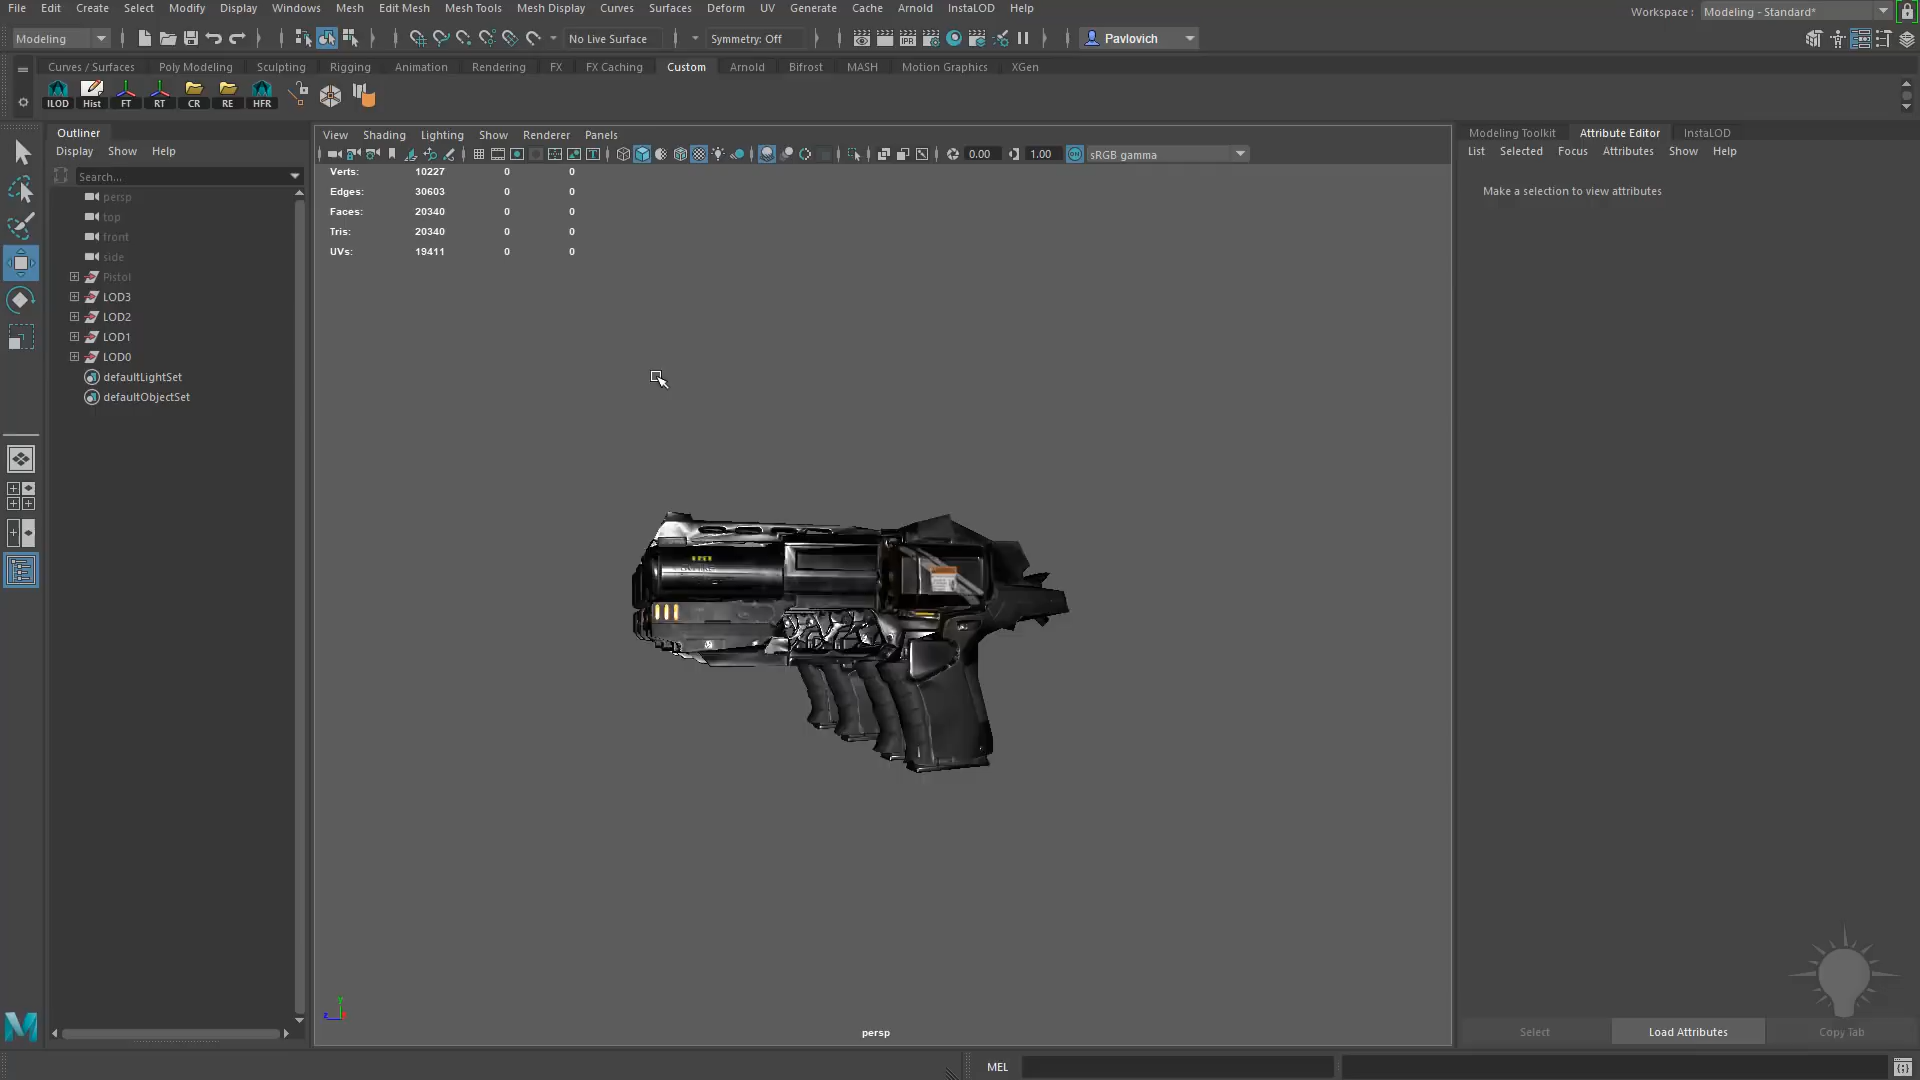 File Edit Create Select Modify Display Windows Mesh Edit Mesh Mesh Tools Mesh Display Curves Surfaces Deform UV Generate Cache Arnold InstaLOD Help
Workspace : Modeling - Standard*
Modeling No Live Surface Symmetry: Off IPR Pavlovich
Curves / Surfaces Poly Modeling Sculpting Rigging Animation Rendering FX FX Caching Custom Arnold Bifrost MASH Motion Graphics XGen
ILOD Hist FT RT CR RE HFR
Outliner
Display Show Help
Search...
persp
top
front
side
Pistol
LOD3
LOD2
LOD1
LOD0
defaultLightSet
defaultObjectSet
View Shading Lighting Show Renderer Panels
0.00 1.00 ON sRGB gamma
Verts: 10227 0 0
Edges: 30603 0 0
Faces: 20340 0 0
Tris: 20340 0 0
UVs: 19411 0 0
y
z
persp
Modeling Toolkit Attribute Editor InstaLOD
List Selected Focus Attributes Show Help
Make a selection to view attributes
Select Load Attributes Copy Tab
M
MEL